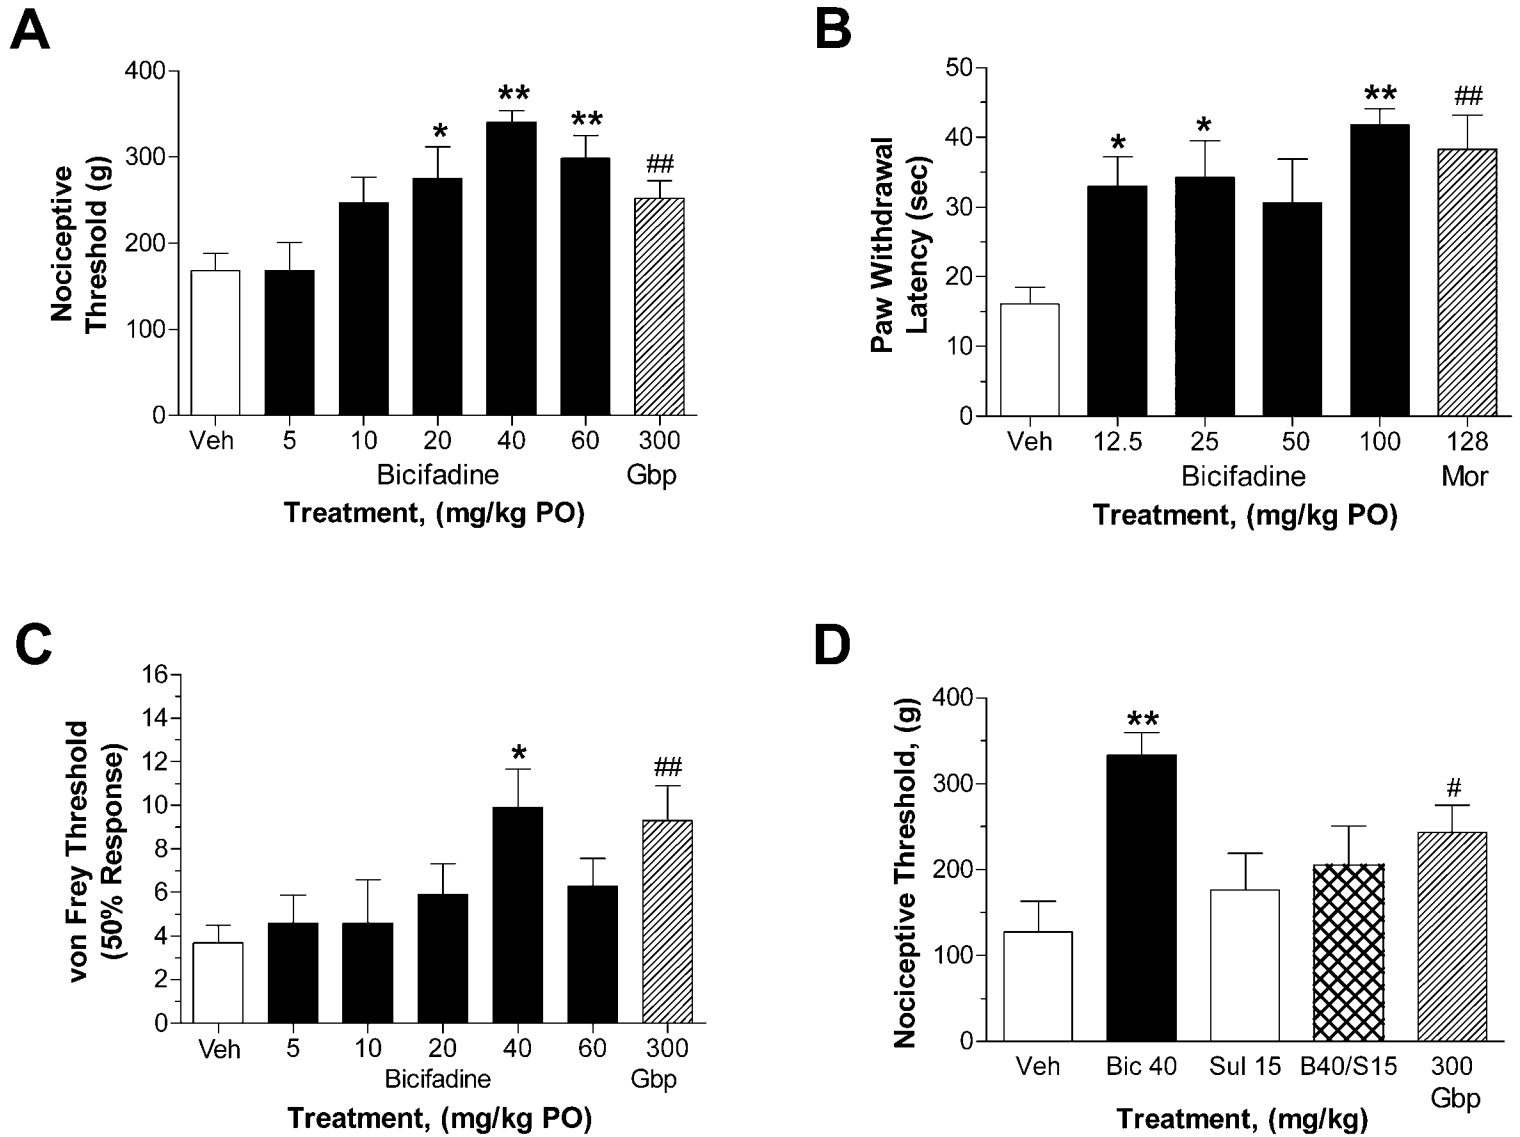 A
400
300
200
100
0
Nociceptive
Threshold (g)
*
**
**
##
Veh 5 10 20 40 60 300
Bicifadine Gbp
Treatment, (mg/kg PO)
B
50
40
30
20
10
0
Paw Withdrawal
Latency (sec)
*
*
**
##
Veh 12.5 25 50 100 128
Bicifadine Mor
Treatment, (mg/kg PO)
C
16
14
12
10
8
6
4
2
0
von Frey Threshold
(50% Response)
*
##
Veh 5 10 20 40 60 300
Bicifadine Gbp
Treatment, (mg/kg PO)
D
400
300
200
100
0
Nociceptive Threshold, (g)
**
#
Veh Bic 40 Sul 15 B40/S15 300
Gbp
Treatment, (mg/kg)